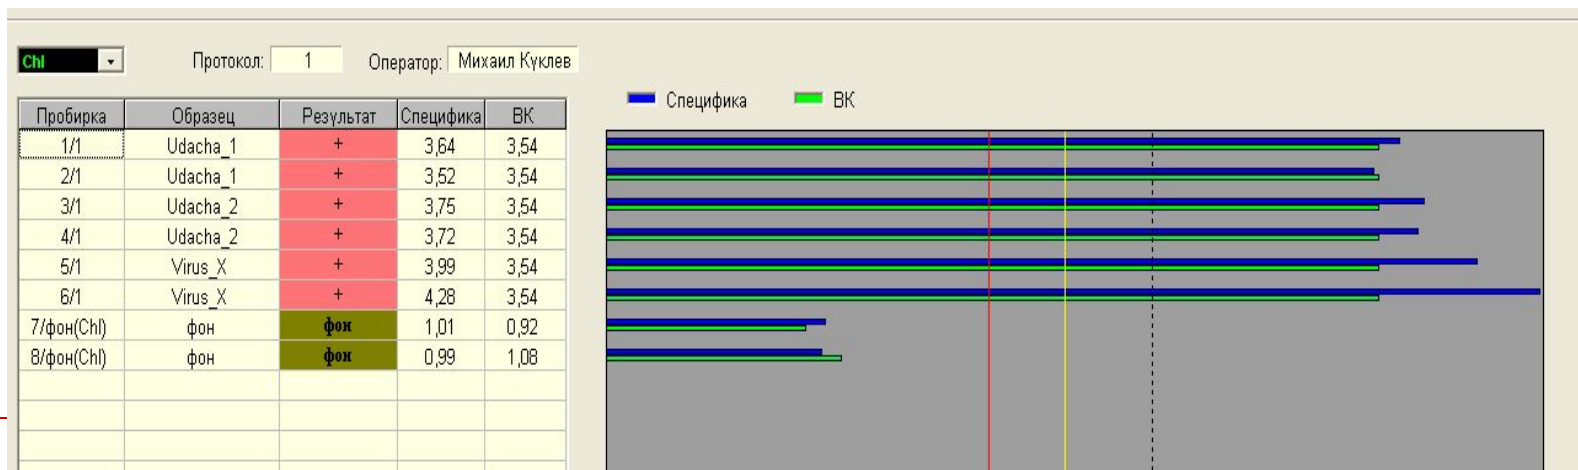 Chl Протокол: 1 Оператор: Михаил Куклев
Специфика ВК
Пробирка Образец Результат Специфика ВК
1/1 Udacha_1 + 3,64 3,54
2/1 Udacha_1 + 3,52 3,54
3/1 Udacha_2 + 3,75 3,54
4/1 Udacha_2 + 3,72 3,54
5/1 Virus_X + 3,99 3,54
6/1 Virus_X + 4,28 3,54
7/фон(Chl) фон фон 1,01 0,92
8/фон(Chl) фон фон 0,99 1,08